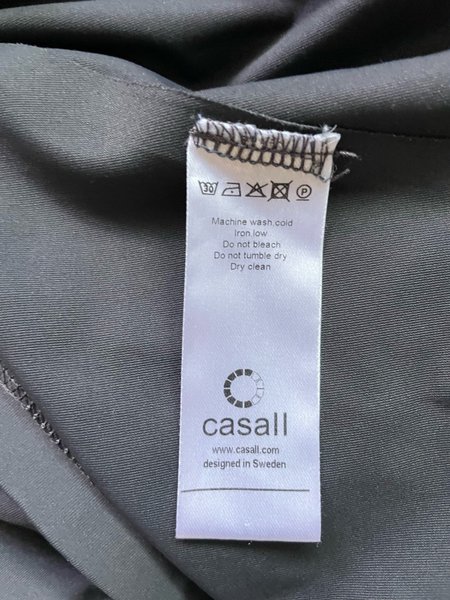 30 P
Machine wash,cold
Iron,low
Do not bleach
Do not tumble dry
Dry clean
casall
www.casall.com
designed in Sweden